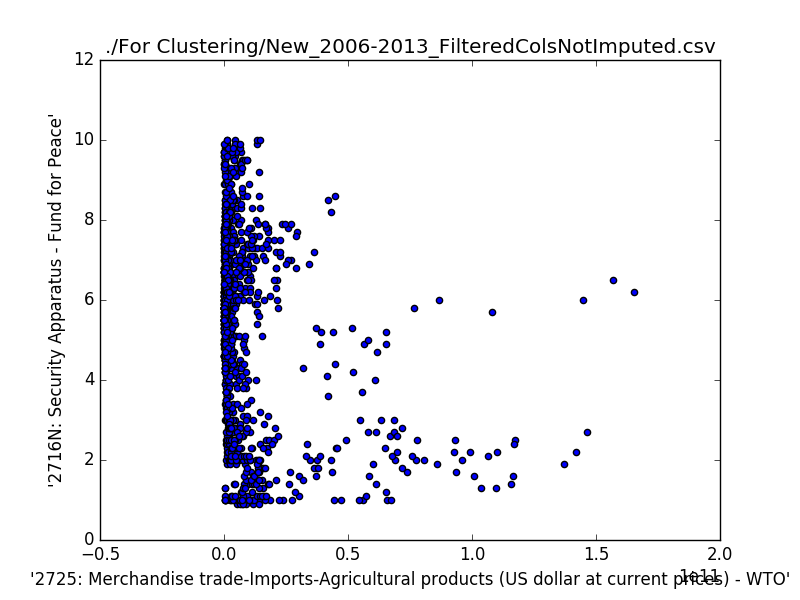 ./For Clustering/New_2006-2013_FilteredColsNotImputed.csv
'2716N: Security Apparatus - Fund for Peace'
12
10
8
6
4
2
0
−0.5 0.0 0.5 1.0 1.5 2.0
1e11
'2725: Merchandise trade-Imports-Agricultural products (US dollar at current prices) - WTO'